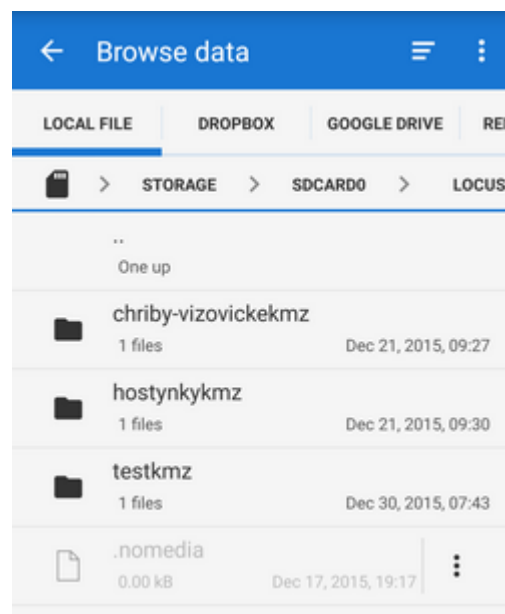 Browse data
LOCAL FILE DROPBOX GOOGLE DRIVE RE
STORAGE SDCARD0 LOCUS
..
One up
chriby-vizovickekmz
1 files Dec 21, 2015, 09:27
hostynkykmz
1 files Dec 21, 2015, 09:30
testkmz
1 files Dec 30, 2015, 07:43
.nomedia
0.00 kB Dec 17, 2015, 19:17